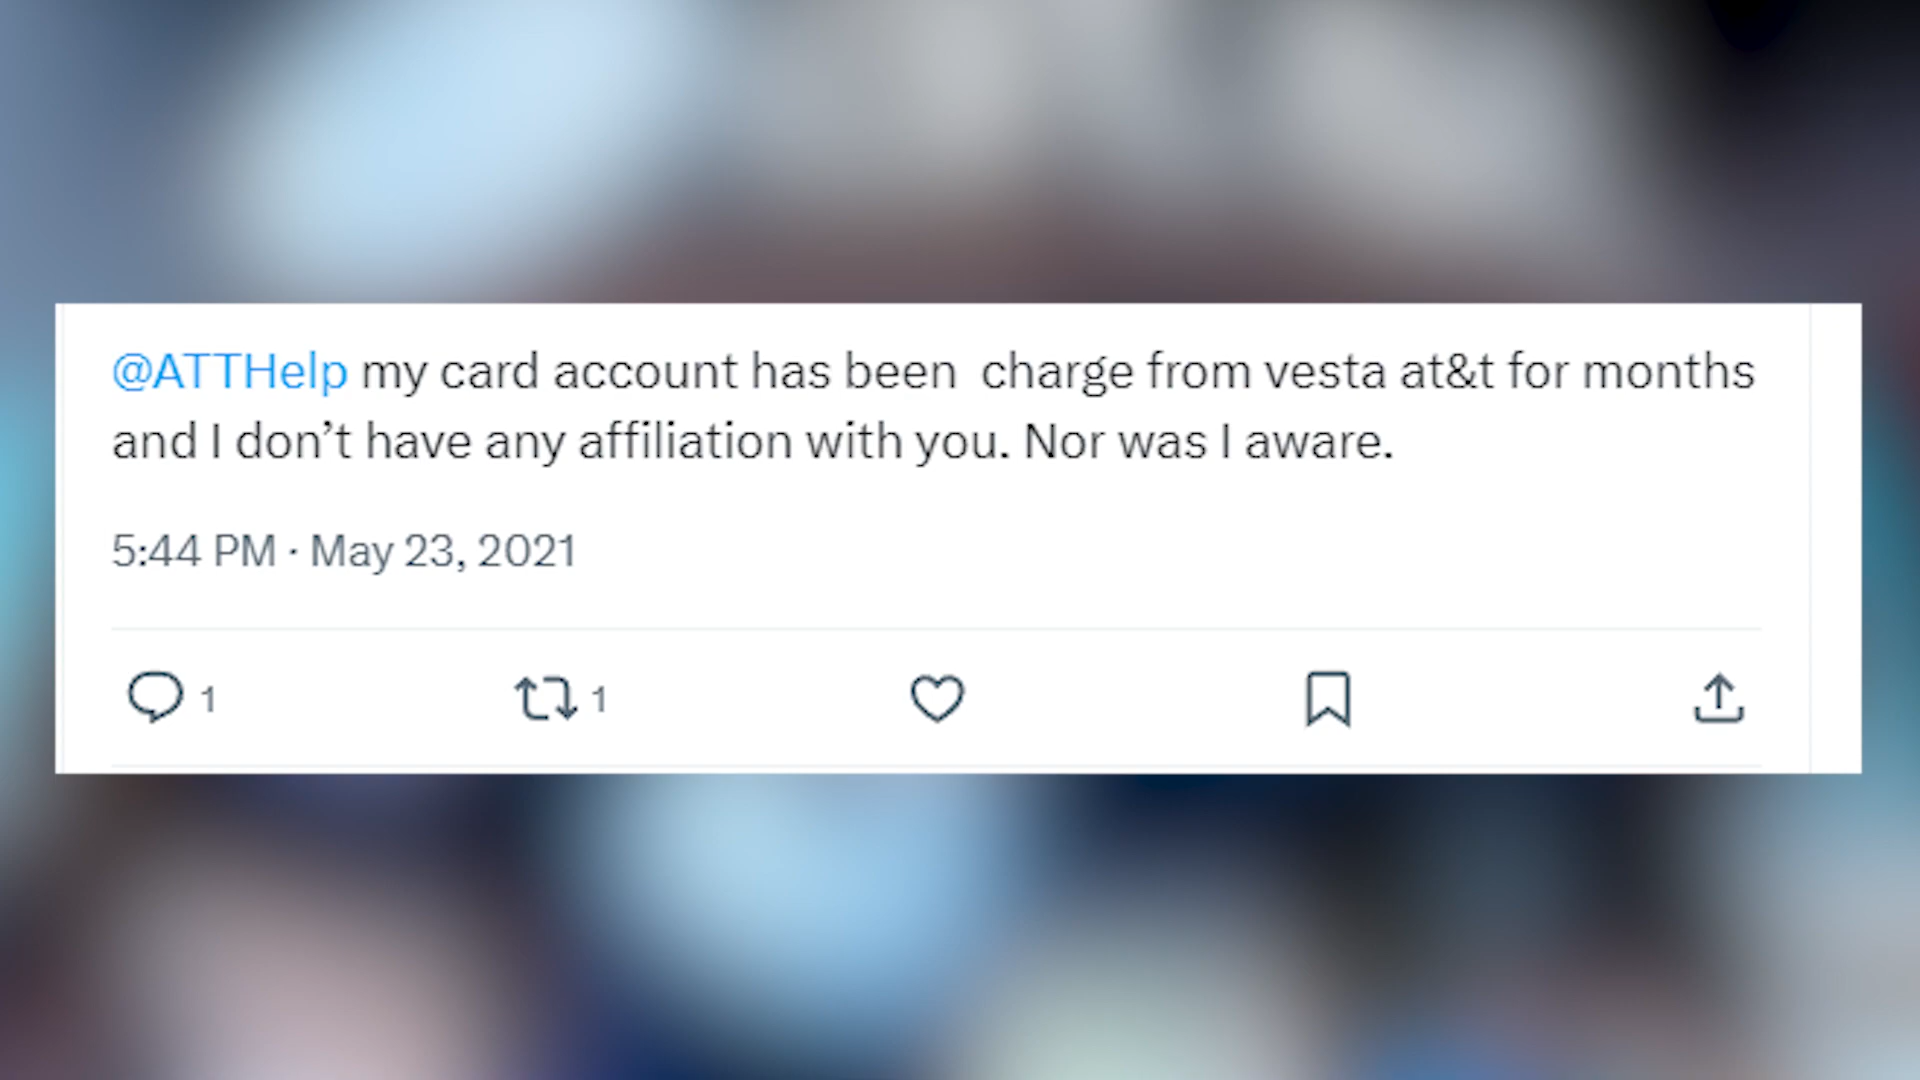 @ATTHelp my card account has been  charge from vesta at&t for months
and I don’t have any affiliation with you. Nor was I aware.
5:44 PM · May 23, 2021
1 1